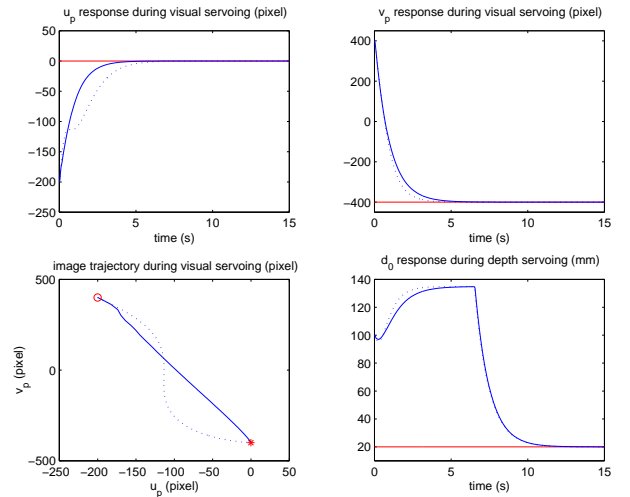 u_p response during visual servoing (pixel)
50
0
−50
−100
−150
−200
−250
0 5 10 15
time (s)
v_p response during visual servoing (pixel)
400
200
0
−200
−400
0 5 10 15
time (s)
image trajectory during visual servoing (pixel)
v_p (pixel)
500
0
−500
−250 −200 −150 −100 −50 0 50
u_p (pixel)
d_0 response during depth servoing (mm)
140
120
100
80
60
40
20
0 5 10 15
time (s)